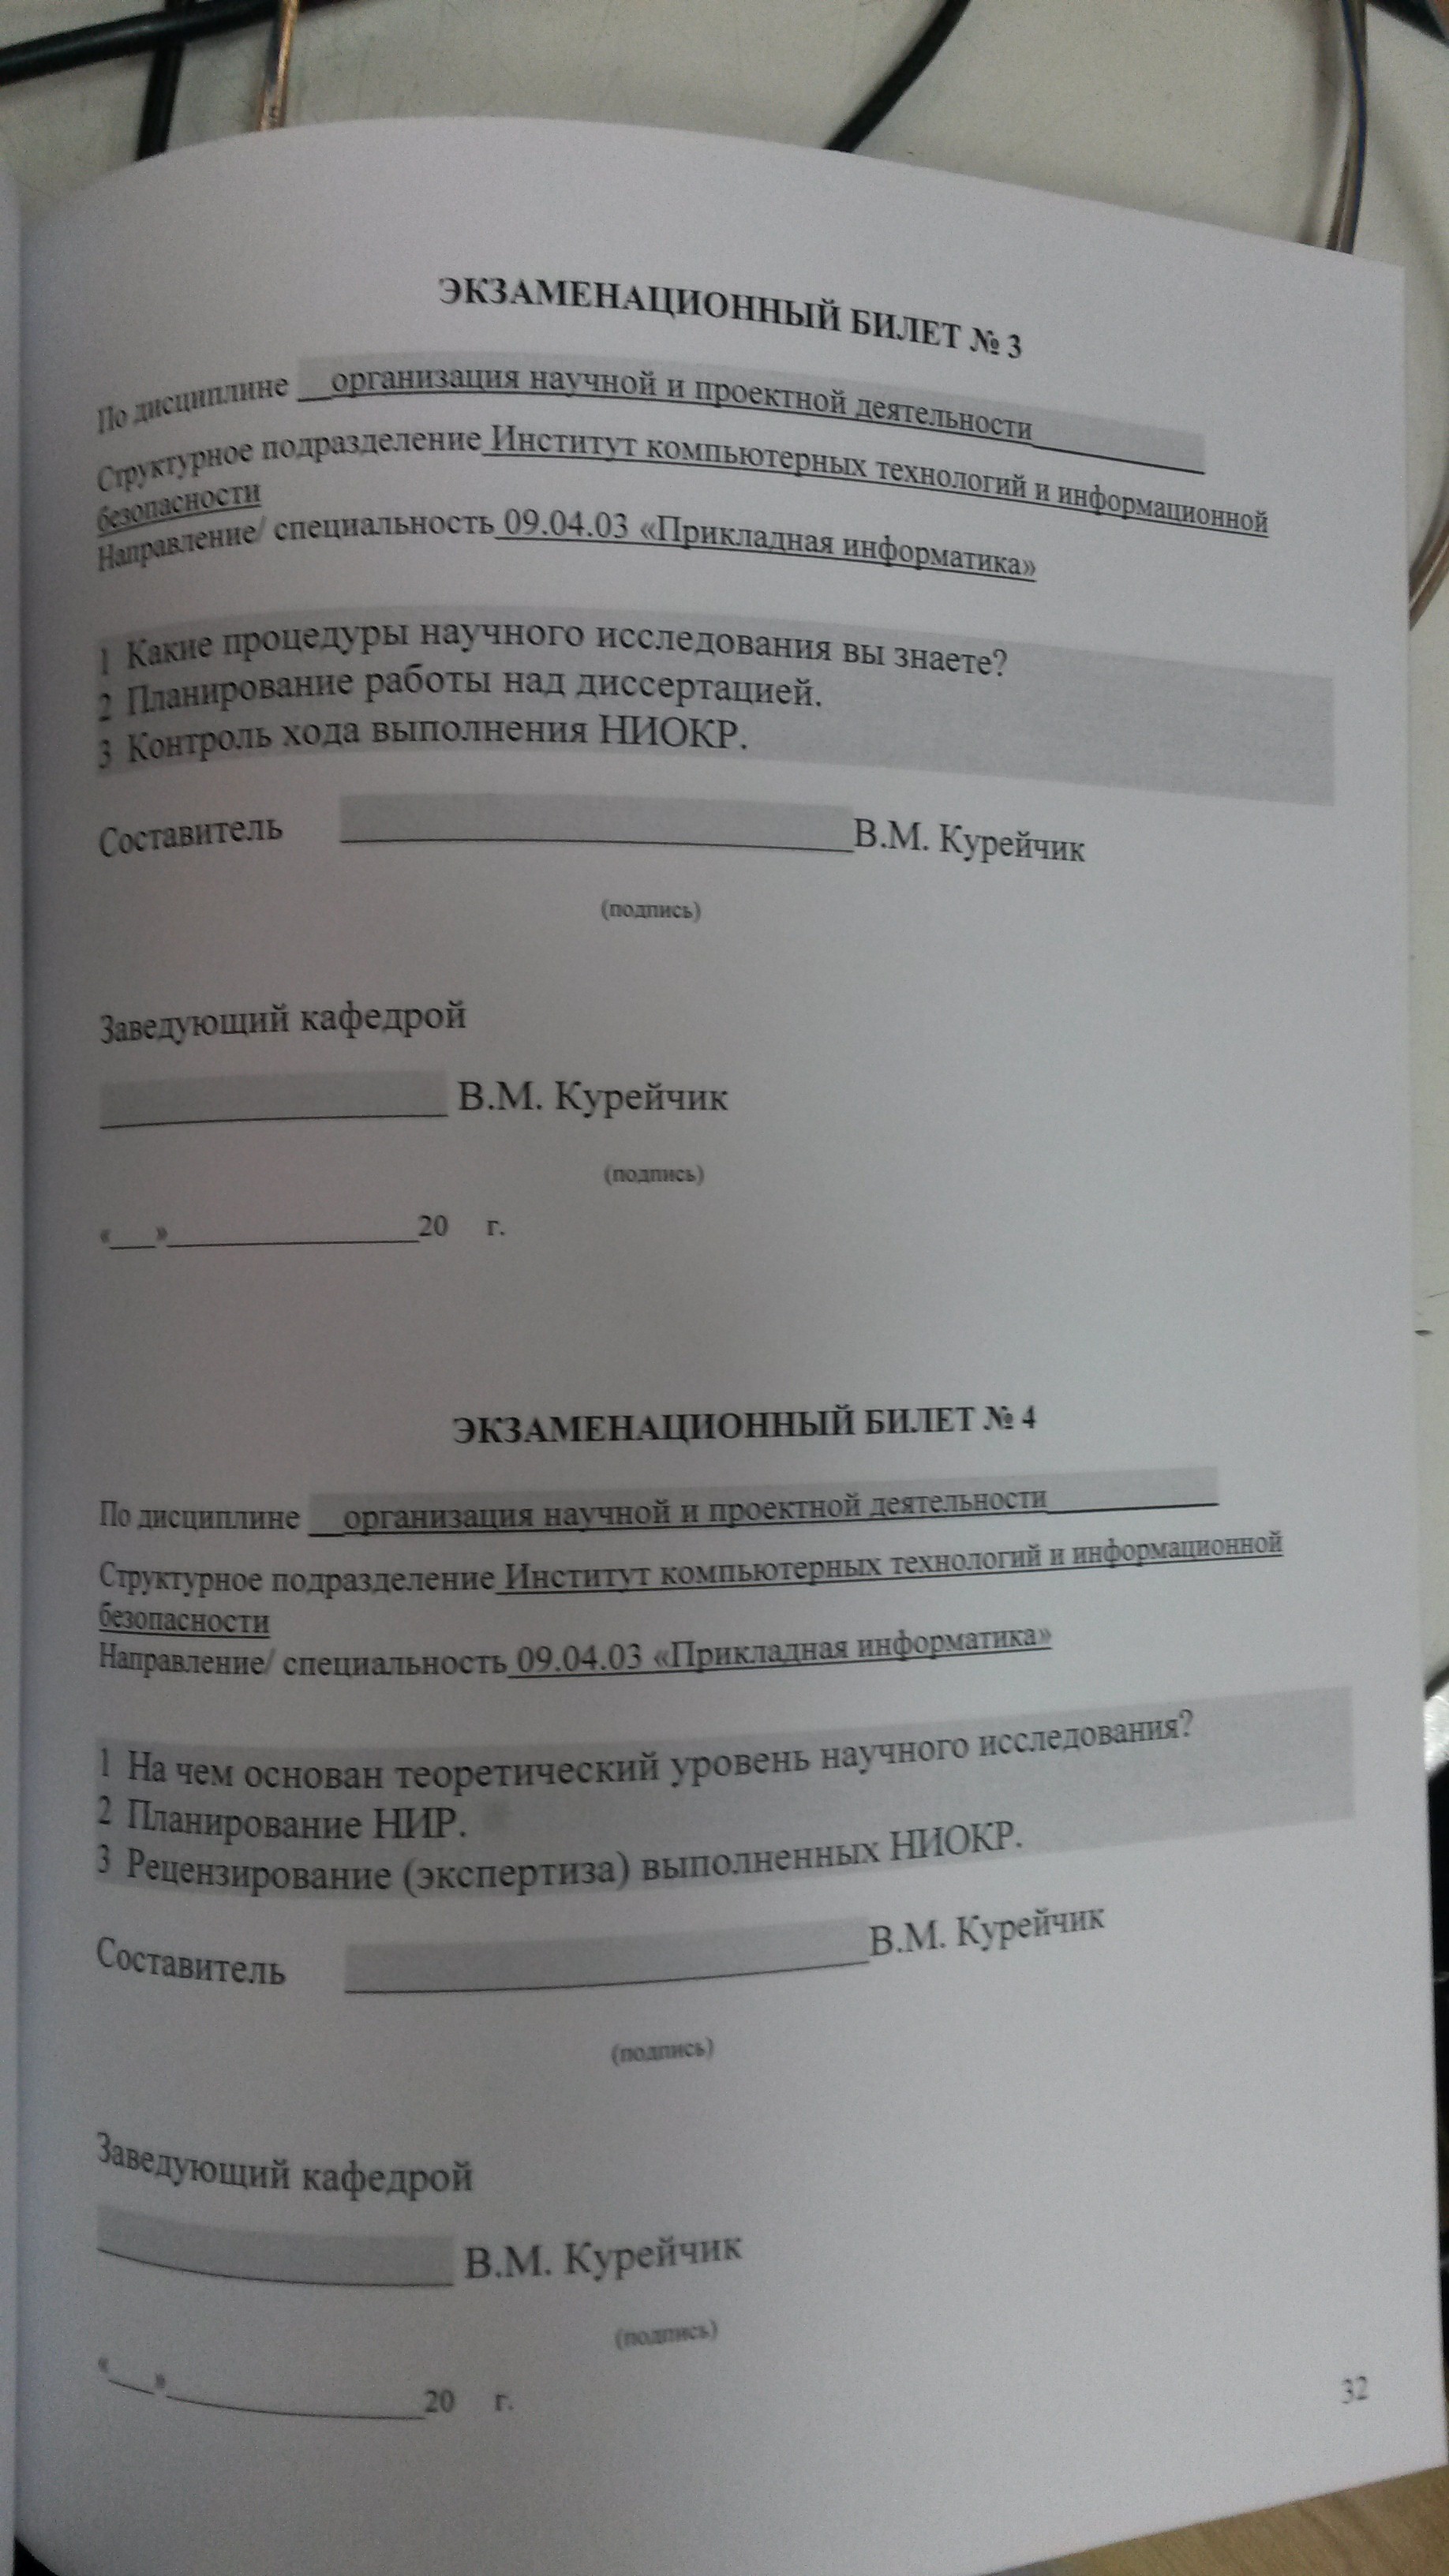 ЭКЗАМЕНАЦИОННЫЙ БИЛЕТ № 3
По дисциплине __организация научной и проектной деятельности__________
Структурное подразделение Институт компьютерных технологий и информационной
безопасности
Направление/ специальность 09.04.03 «Прикладная информатика»
1 Какие процедуры научного исследования вы знаете?
2 Планирование работы над диссертацией.
3 Контроль хода выполнения НИОКР.
Составитель ______________________________В.М. Курейчик
(подпись)
Заведующий кафедрой
____________________ В.М. Курейчик
(подпись)
«___»________________20 г.
ЭКЗАМЕНАЦИОННЫЙ БИЛЕТ № 4
По дисциплине __организация научной и проектной деятельности__________
Структурное подразделение Институт компьютерных технологий и информационной
безопасности
Направление/ специальность 09.04.03 «Прикладная информатика»
1 На чем основан теоретический уровень научного исследования?
2 Планирование НИР.
3 Рецензирование (экспертиза) выполненных НИОКР.
Составитель ______________________________В.М. Курейчик
(подпись)
Заведующий кафедрой
____________________ В.М. Курейчик
(подпись)
«___»________________20 г.
32